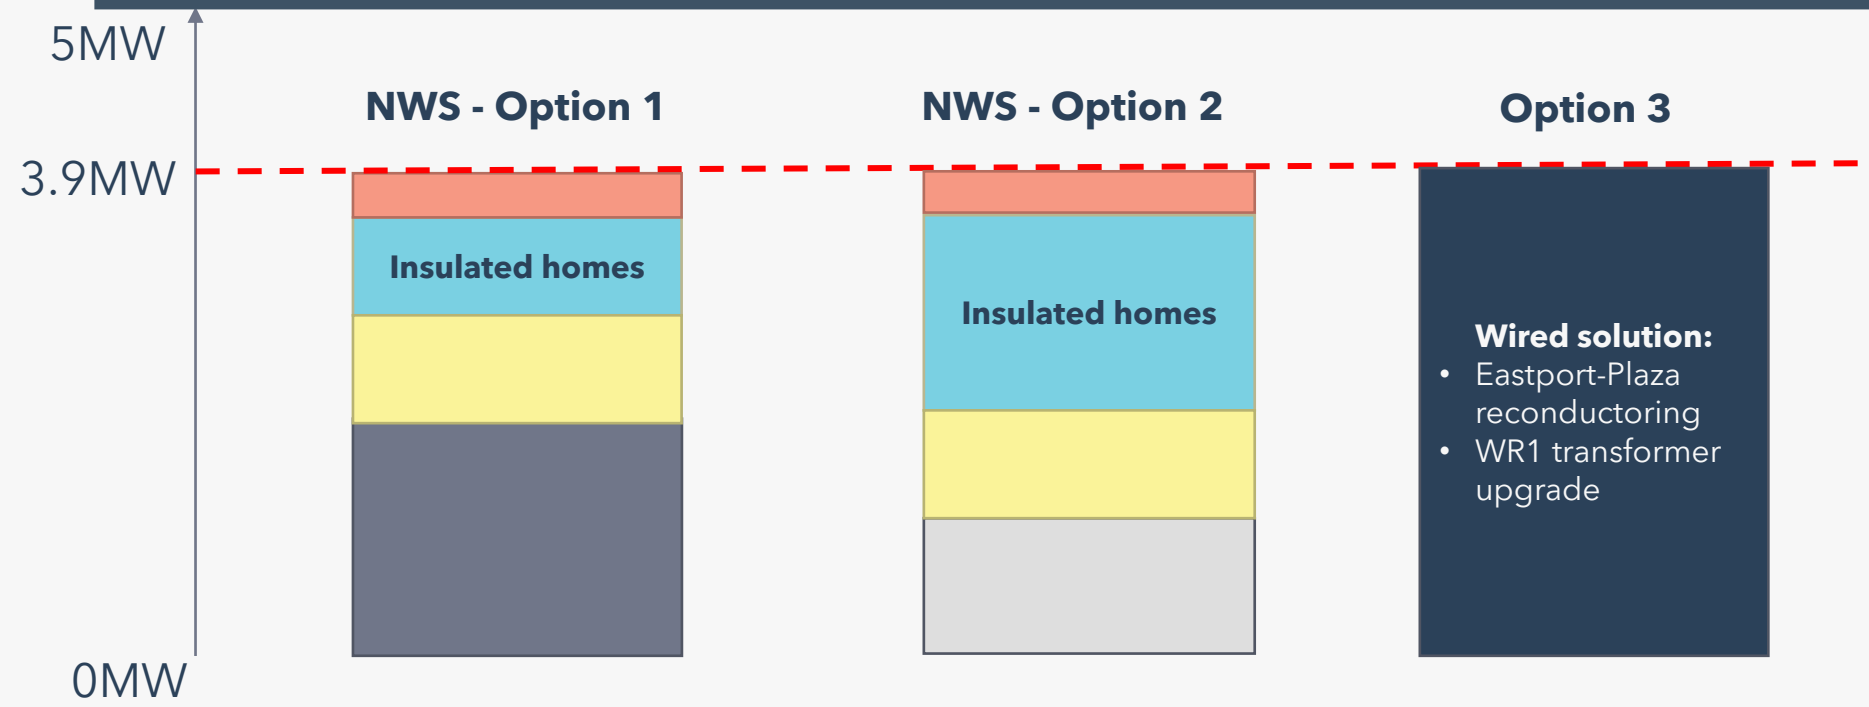 5MW
NWS - Option 1
NWS - Option 2
Option 3
3.9MW
Insulated homes
Insulated homes
Wired solution:
• Eastport-Plaza
reconductoring
• WR1 transformer
upgrade
0MW